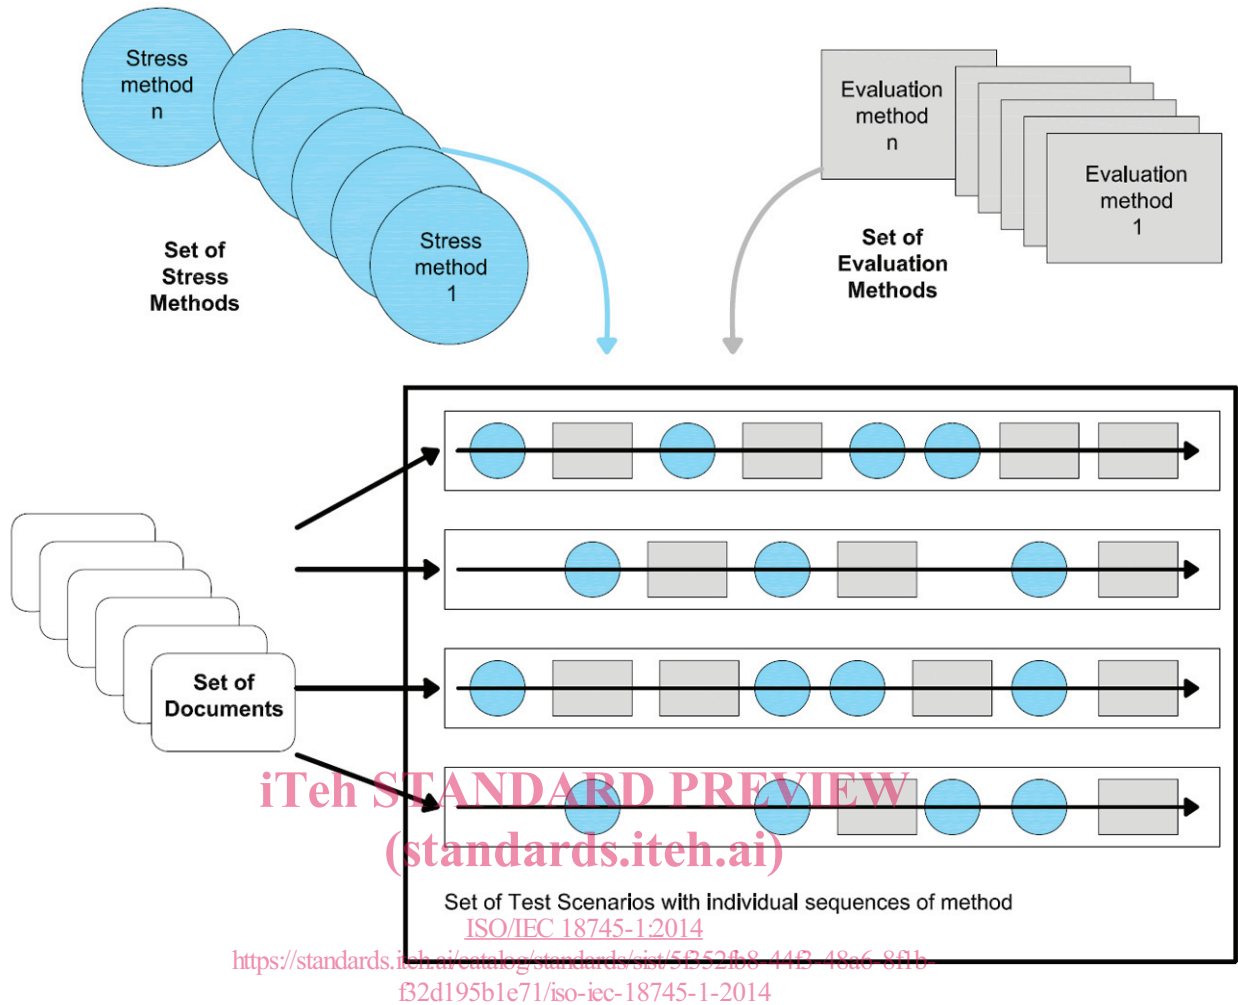 Stress
method
n
Evaluation
method
n
Evaluation
method
1
Set of
Stress
Methods
Stress
method
1
Set of
Evaluation
Methods
Set of
Documents
iTeh STANDARD PREVIEW
(standards.iteh.ai)
Set of Test Scenarios with individual sequences of method
ISO/IEC 18745-1:2014
https://standards.iteh.ai/catalog/standards/sist/5f352fb8-44f3-48a6-8f1b-
f32d195b1e71/iso-iec-18745-1-2014